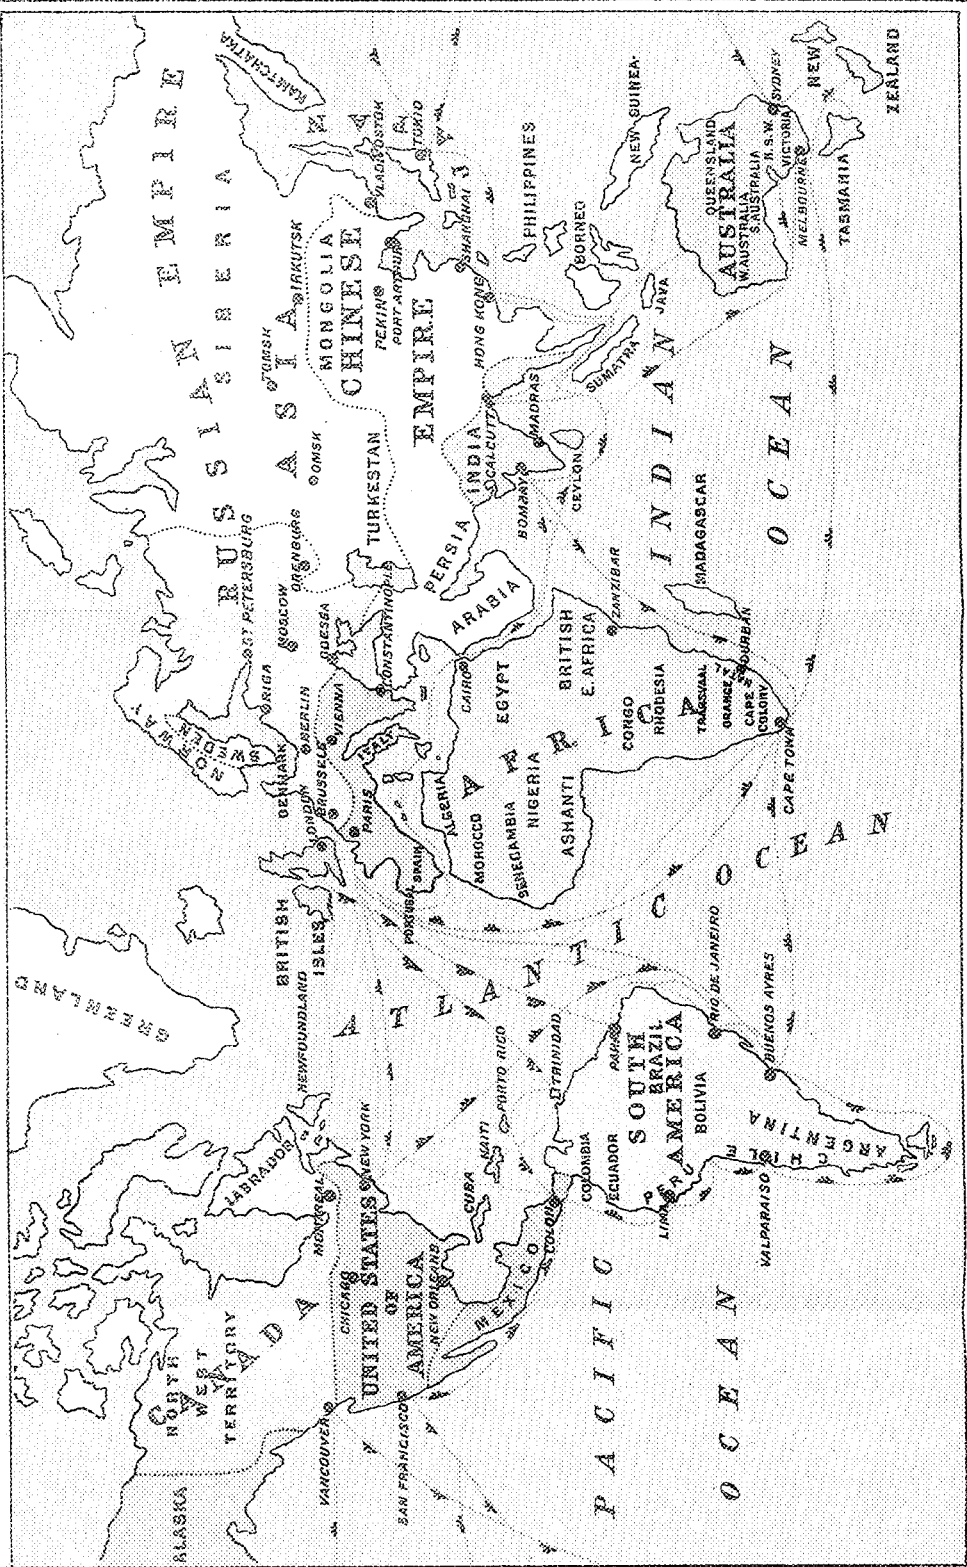 ALASKA
NORTH
WEST
TERRITORY
CANADA
GREENLAND
LABRADOR
NEWFOUNDLAND
VANCOUVER
MONTREAL
CHICAGO
UNITED STATES
OF
AMERICA
NEW YORK
SAN FRANCISCO
NEW ORLEANS
MEXICO
CUBA
HAITI
PORTO RICO
COLON
TRINIDAD
COLOMBIA
ECUADOR
PERU
LIMA
SOUTH
BRAZIL
AMERICA
PARA
BOLIVIA
RIO DE JANEIRO
BUENOS AYRES
VALPARAISO
CHILE
ARGENTINA
PACIFIC
OCEAN
ATLANTIC OCEAN
BRITISH
ISLES
NORWAY
SWEDEN
DENMARK
LONDON
BRUSSELS
BERLIN
PARIS
VIENNA
ITALY
SPAIN
PORTUGAL
RIGA
ST PETERSBURG
MOSCOW
ORENBURG
ODESSA
CONSTANTINOPLE
RUSSIAN EMPIRE
SIBERIA
ASIA
OMSK
TOMSK
IRKUTSK
KAMTCHATKA
TURKESTAN
MONGOLIA
CHINESE
EMPIRE
PEKIN
PORT ARTHUR
VLADIVOSTOK
JAPAN
TOKIO
SHANGHAI
HONG KONG
PERSIA
ARABIA
INDIA
CALCUTTA
BOMBAY
MADRAS
CEYLON
PHILIPPINES
BORNEO
SUMATRA
JAVA
NEW GUINEA
ALGERIA
MOROCCO
CAIRO
EGYPT
SENEGAMBIA
NIGERIA
ASHANTI
AFRICA
BRITISH
E. AFRICA
ZANZIBAR
CONGO
RHODESIA
TRANSVAAL
ORANGE
CAPE
COLONY
DURBAN
CAPE TOWN
MADAGASCAR
INDIAN
OCEAN
QUEENSLAND
AUSTRALIA
W. AUSTRALIA
S. AUSTRALIA
N.S.W.
VICTORIA
MELBOURNE
SYDNEY
TASMANIA
NEW
ZEALAND